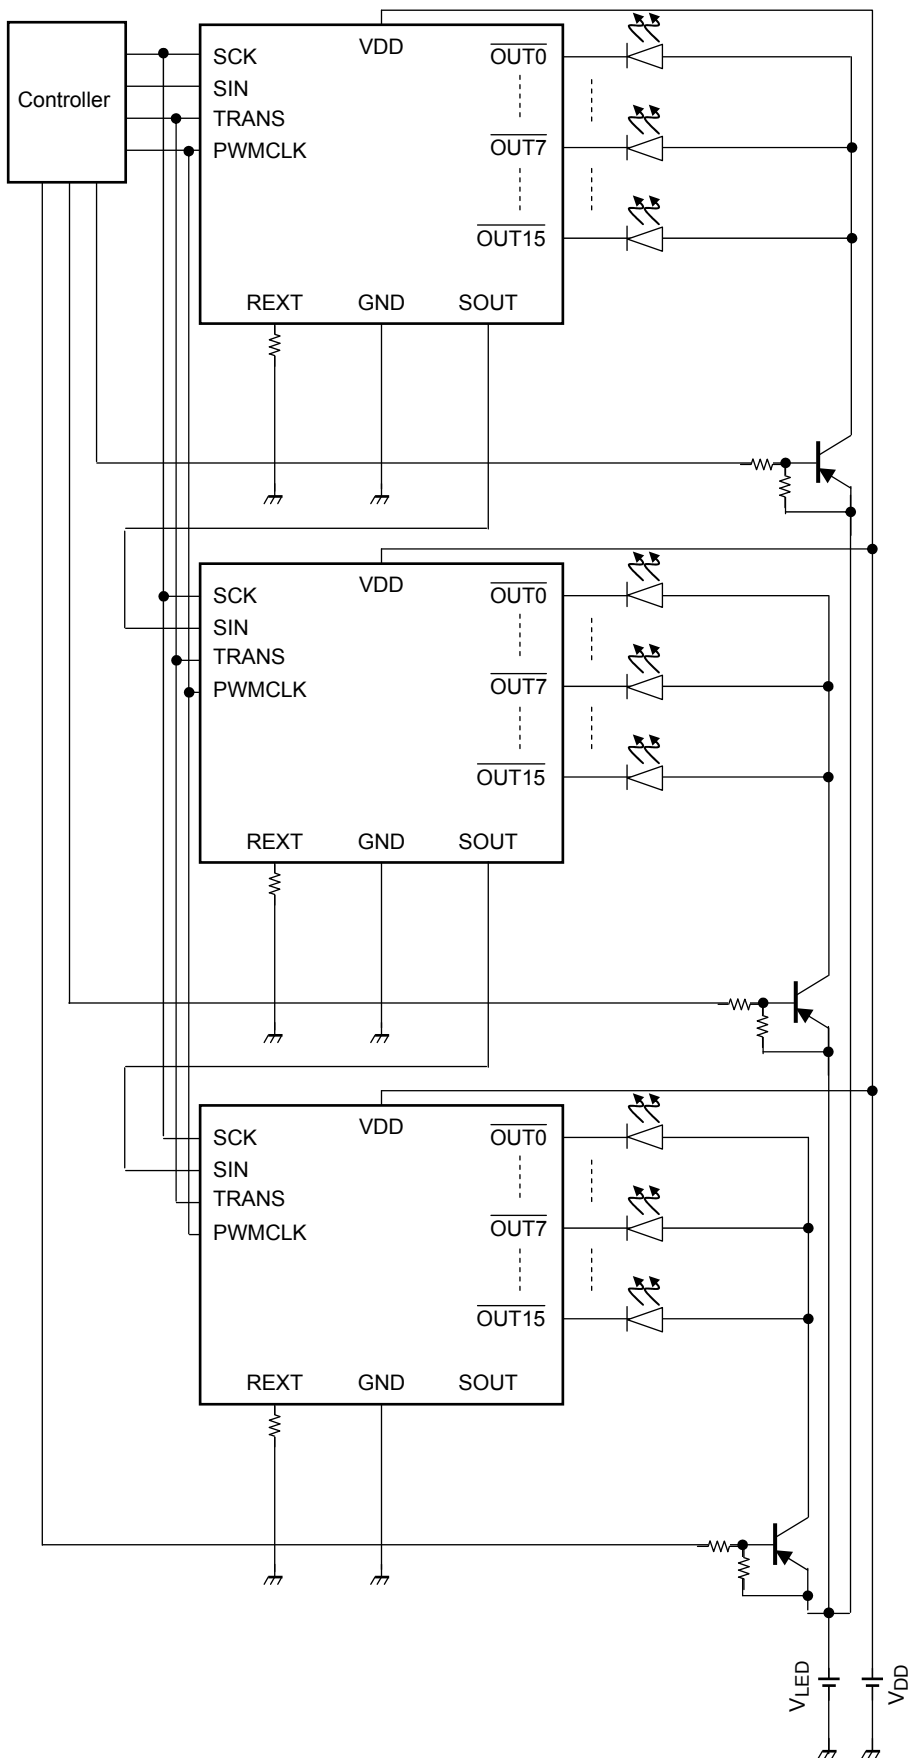 Controller
VDD
SCK
SIN
TRANS
PWMCLK
OUT0
OUT7
OUT15
REXT GND SOUT
VDD
SCK
SIN
TRANS
PWMCLK
OUT0
OUT7
OUT15
REXT GND SOUT
VDD
SCK
SIN
TRANS
PWMCLK
OUT0
OUT7
OUT15
REXT GND SOUT
VLED
VDD